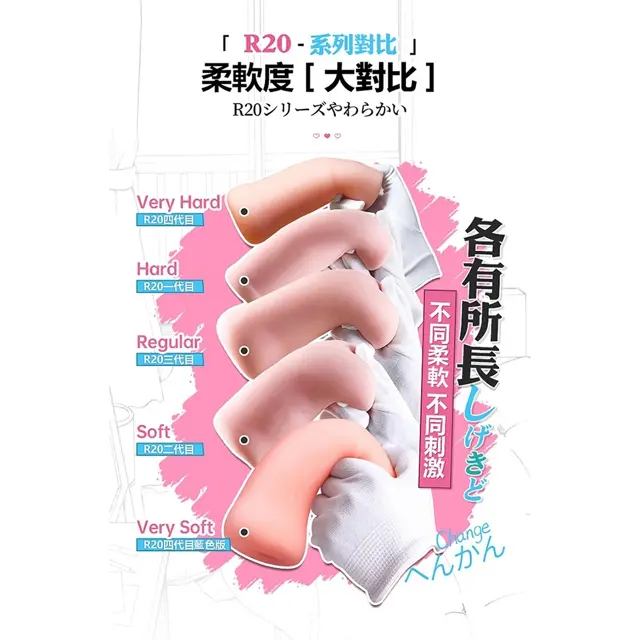 「 R20 - 系列對比 」
柔軟度 [ 大對比 ]
R20シリーズやわらかい
Very Hard
R20四代目
Hard
R20一代目
Regular
R20三代目
Soft
R20二代目
Very Soft
R20四代目藍色版
各有所長
しげきど
不同柔軟 不同刺激
Change
へんかん